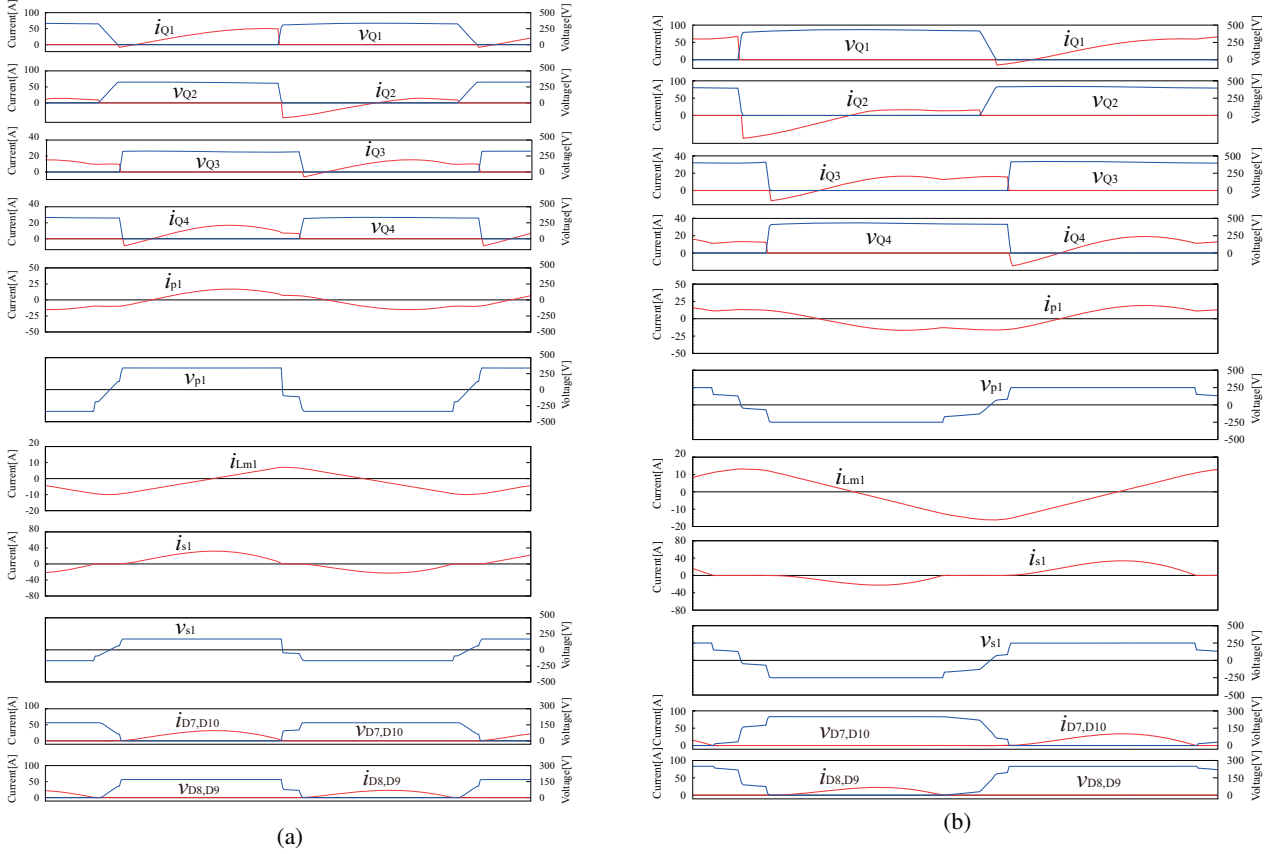 Current[A]
100
50
0
iQ1
vQ1
500
250
0
Voltage[V]
Current[A]
100
50
0
vQ2
iQ2
500
250
0
Voltage[V]
Current[A]
40
20
0
vQ3
iQ3
500
250
0
Voltage[V]
Current[A]
40
20
0
iQ4
vQ4
500
250
0
Voltage[V]
Current[A]
50
25
0
-25
-50
ip1
500
250
0
-250
-500
Voltage[V]
vp1
500
250
0
-250
-500
Voltage[V]
Current[A]
20
10
0
-10
-20
iLm1
Current[A]
80
40
0
-40
-80
is1
vs1
500
250
0
-250
-500
Voltage[V]
Current[A]
100
50
0
iD7,D10
vD7,D10
300
150
0
Voltage[V]
Current[A]
100
50
0
vD8,D9
iD8,D9
300
150
0
Voltage[V]
(a)
Current[A]
100
50
0
vQ1
iQ1
500
250
0
Voltage[V]
Current[A]
100
50
0
iQ2
vQ2
500
250
0
Voltage[V]
Current[A]
40
20
0
iQ3
vQ3
500
250
0
Voltage[V]
Current[A]
40
20
0
vQ4
iQ4
500
250
0
Voltage[V]
Current[A]
50
25
0
-25
-50
ip1
vp1
500
250
0
-250
-500
Voltage[V]
Current[A]
20
10
0
-10
-20
iLm1
Current[A]
80
40
0
-40
-80
is1
vs1
500
250
0
-250
-500
Voltage[V]
Current[A]
100
50
0
vD7,D10
iD7,D10
300
150
0
Voltage[V]
Current[A]
100
50
0
iD8,D9
vD8,D9
300
150
0
Voltage[V]
(b)